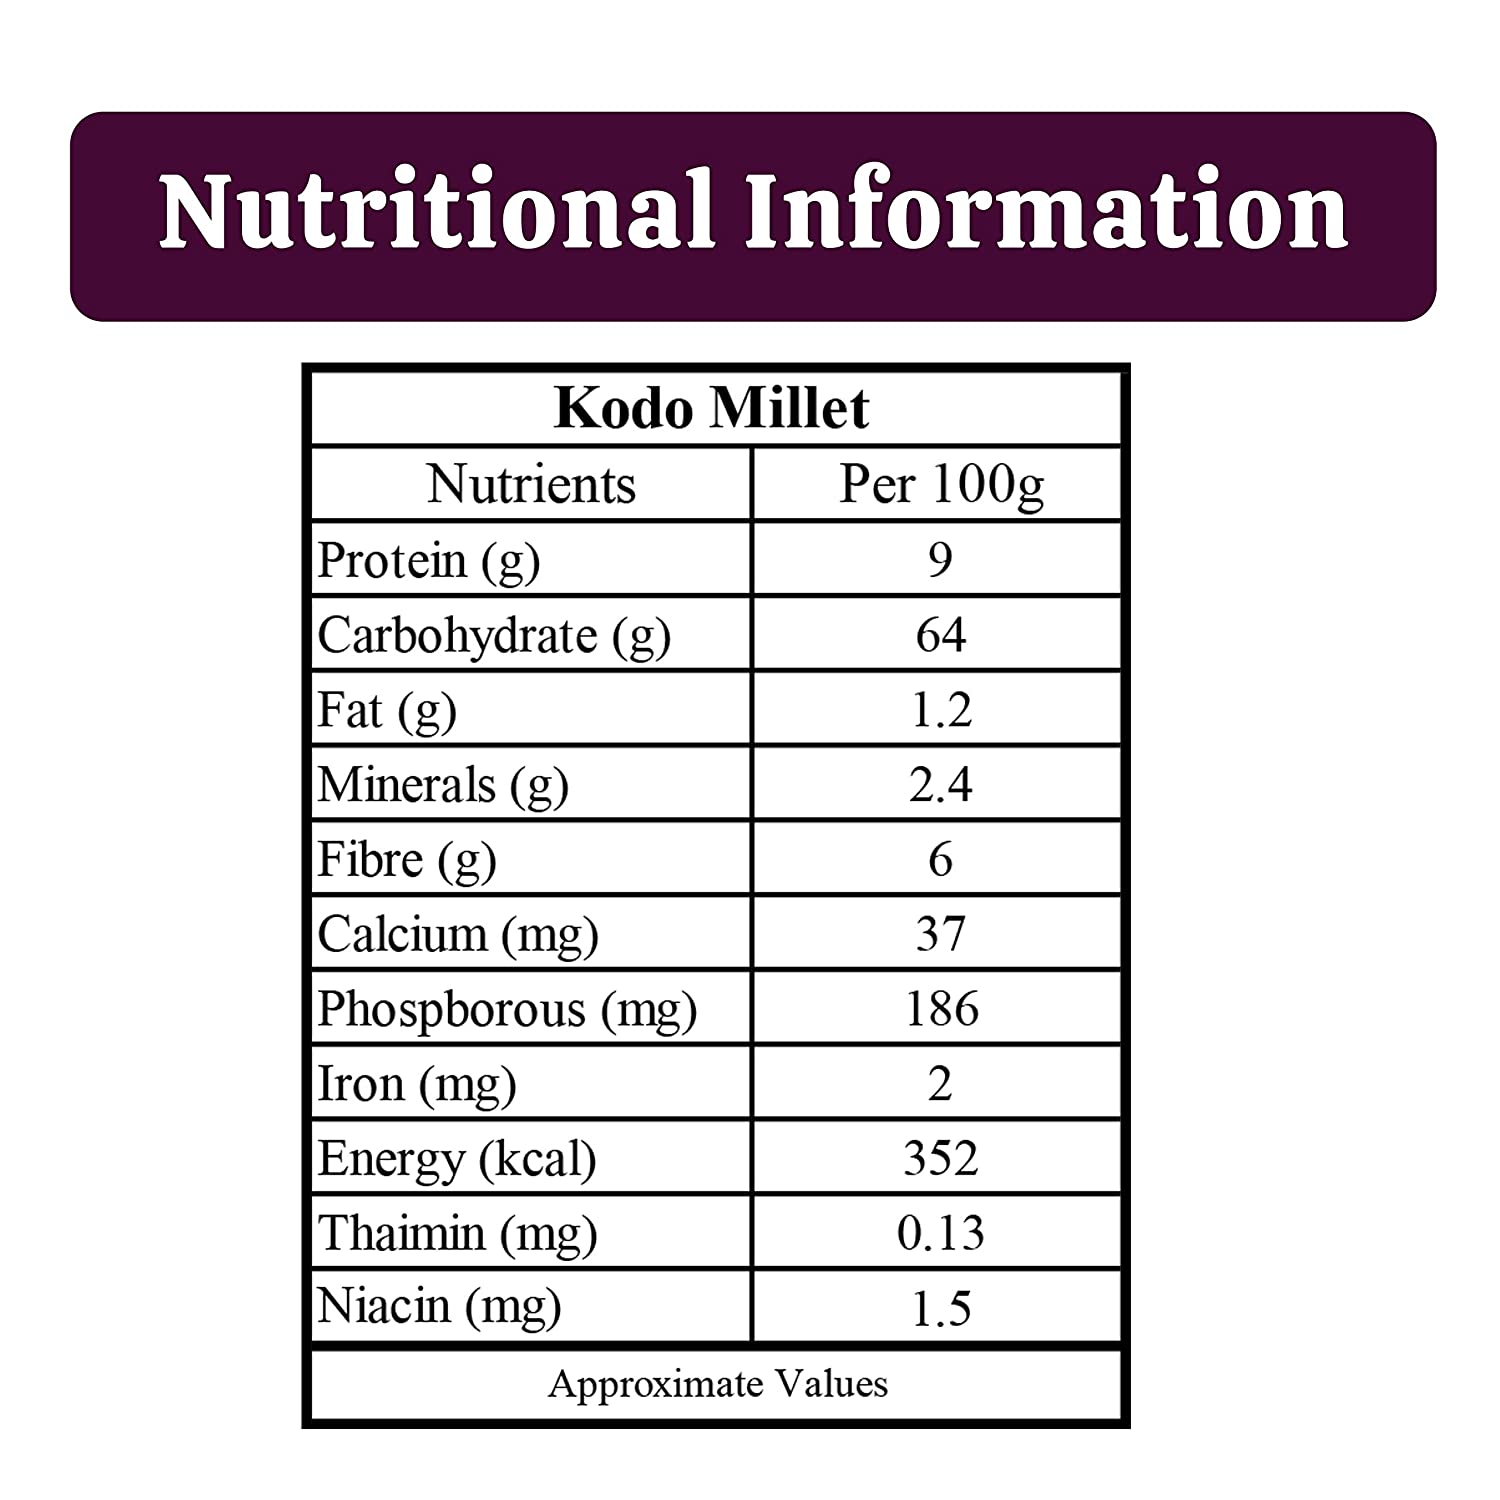 Nutritional Information
Kodo Millet
Nutrients Per 100g
Protein (g) 9
Carbohydrate (g) 64
Fat (g) 1.2
Minerals (g) 2.4
Fibre (g) 6
Calcium (mg) 37
Phospborous (mg) 186
Iron (mg) 2
Energy (kcal) 352
Thaimin (mg) 0.13
Niacin (mg) 1.5
Approximate Values